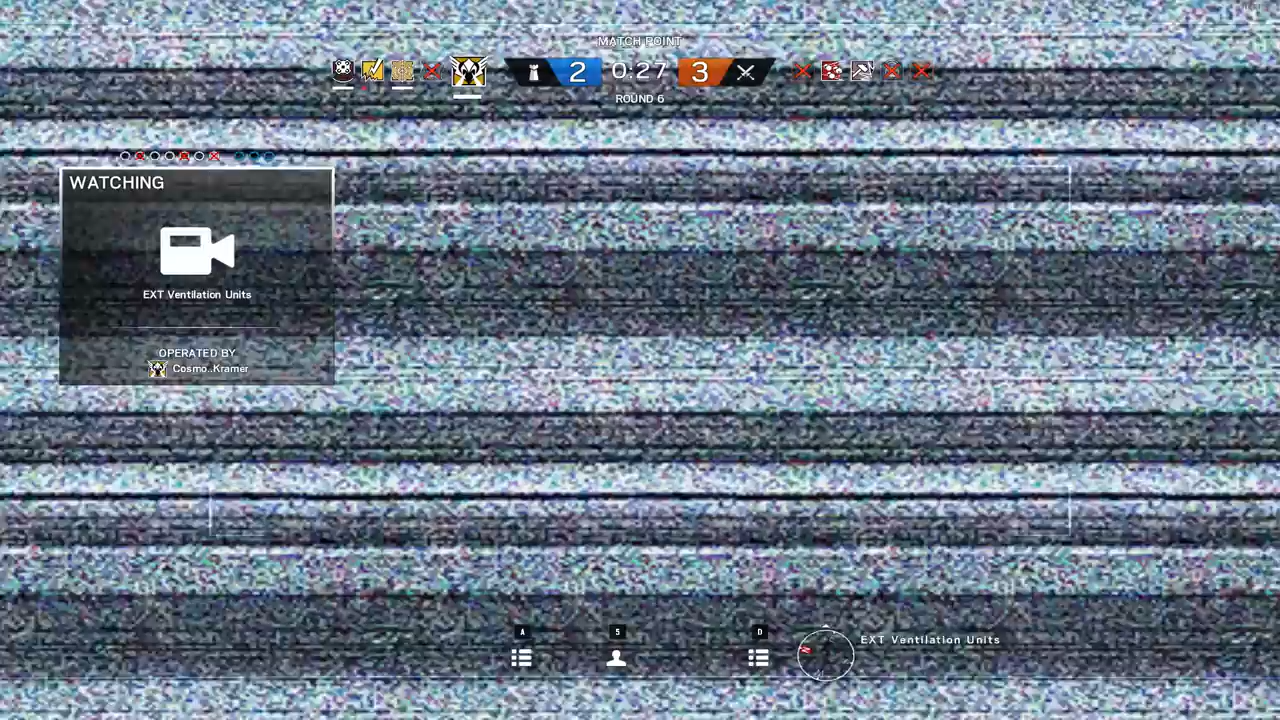 MATCH POINT
2 0:27 3
ROUND 6
WATCHING
EXT Ventilation Units
OPERATED BY
Cosmo..Kramer
A 5 D
EXT Ventilation Units